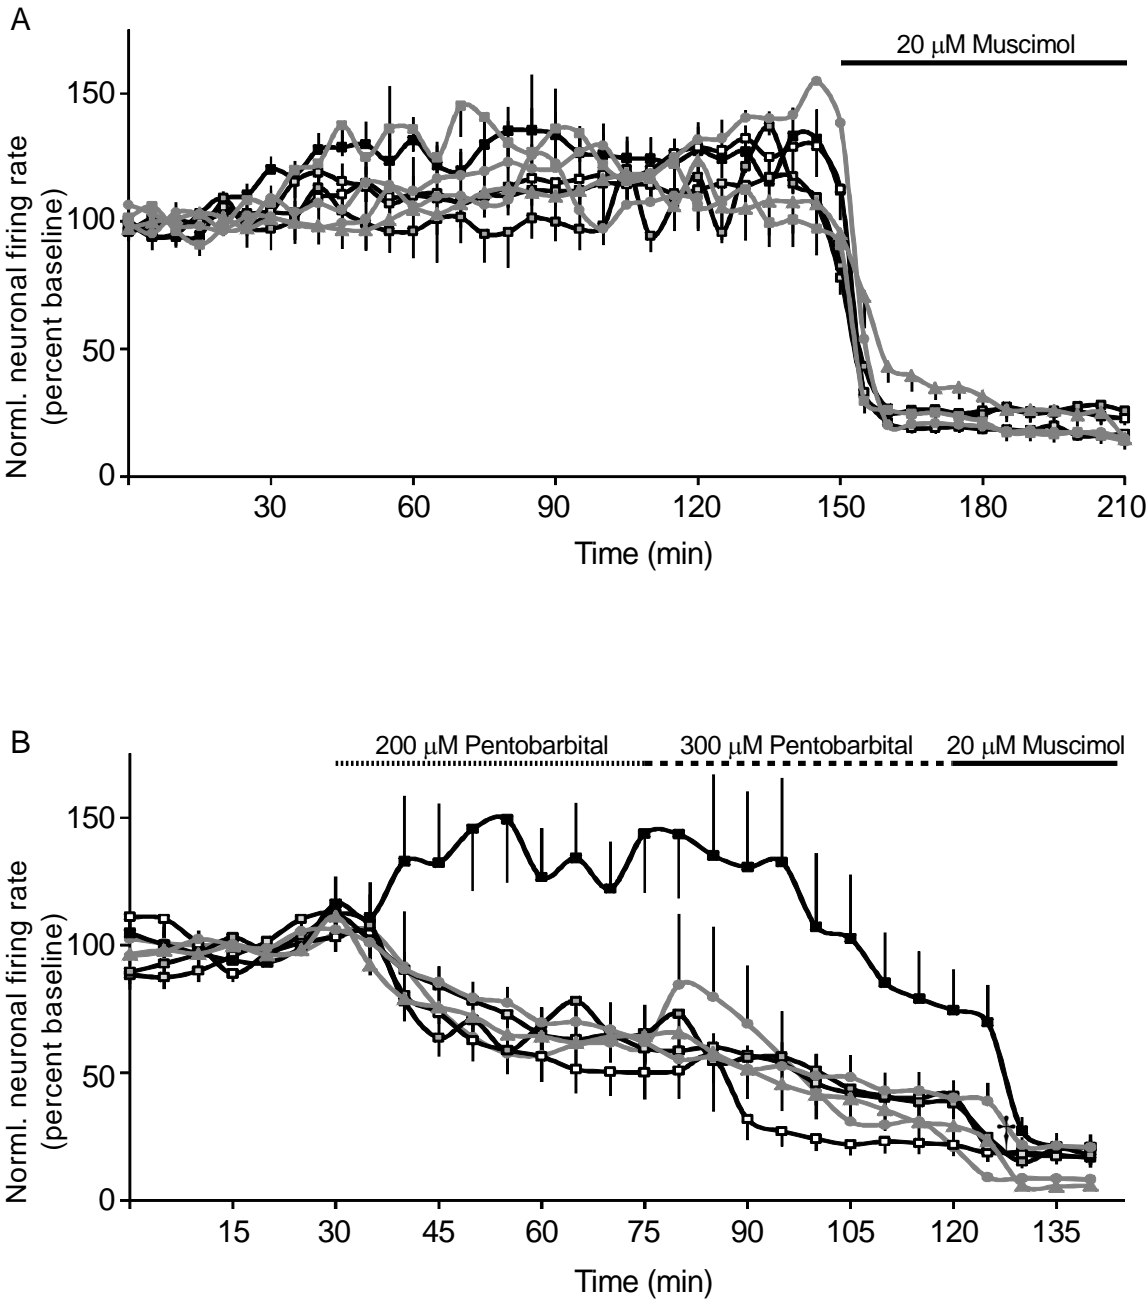 A
20 μM Muscimol
150
100
50
0
Norml. neuronal firing rate
(percent baseline)
30 60 90 120 150 180 210
Time (min)
B
200 μM Pentobarbital 300 μM Pentobarbital 20 μM Muscimol
150
100
50
0
Norml. neuronal firing rate
(percent baseline)
15 30 45 60 75 90 105 120 135
Time (min)